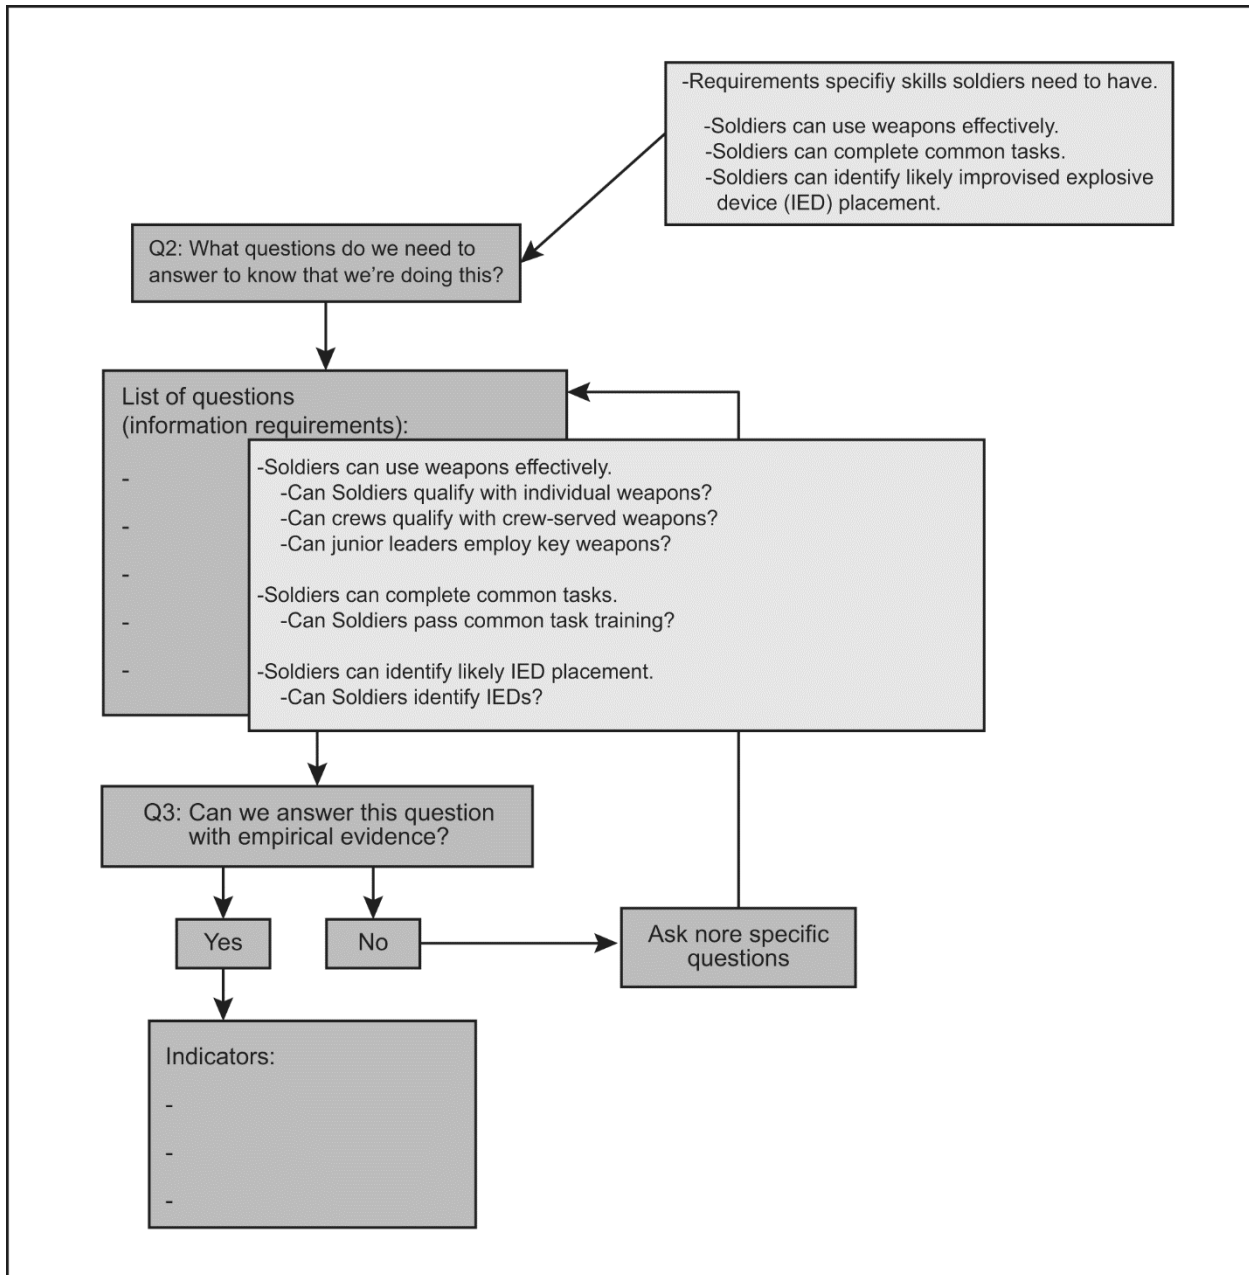 -Requirements specifiy skills soldiers need to have.
-Soldiers can use weapons effectively.
-Soldiers can complete common tasks.
-Soldiers can identify likely improvised explosive
device (IED) placement.
Q2: What questions do we need to
answer to know that we're doing this?
List of questions
(information requirements):
-
-
-
-
-
-Soldiers can use weapons effectively.
-Can Soldiers qualify with individual weapons?
-Can crews qualify with crew-served weapons?
-Can junior leaders employ key weapons?
-Soldiers can complete common tasks.
-Can Soldiers pass common task training?
-Soldiers can identify likely IED placement.
-Can Soldiers identify IEDs?
Q3: Can we answer this question
with empirical evidence?
Yes
No
Ask nore specific
questions
Indicators:
-
-
-